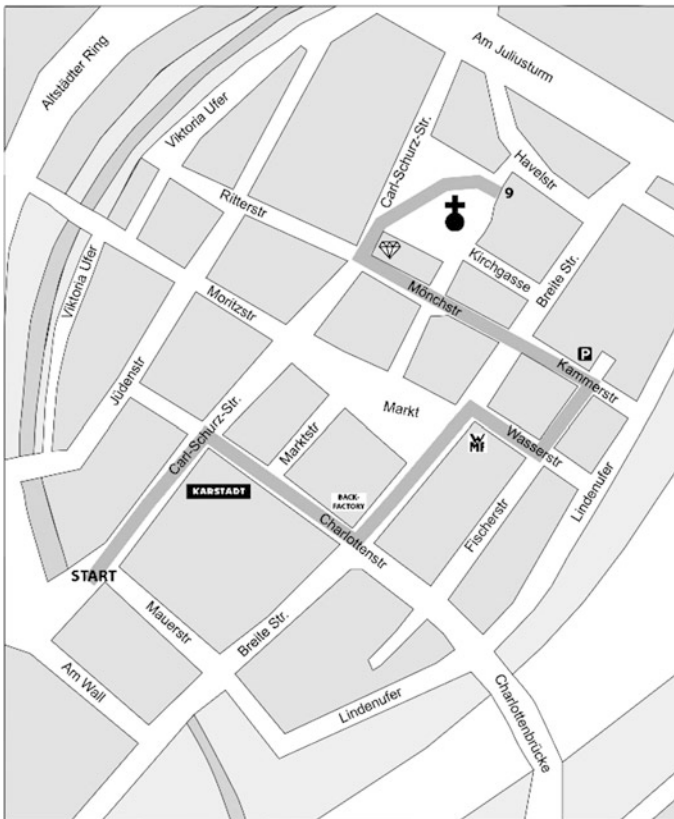 Altstädter Ring
Am Juliusturm
Viktoria Ufer
Carl-Schurz-Str.
Havelstr
9
Ritterstr
Kirchgasse
Breite Str.
Viktoria Ufer
Moritzstr
Mönchstr
P
Kammerstr
Jüdenstr
Markt
Carl-Schurz-Str.
Marktstr
WMF
Wasserstr
KARSTADT
BACK-
FACTORY
Charlottenstr
Fischerstr
Lindenufer
START
Mauerstr
Breite Str.
Am Wall
Lindenufer
Charlottenbrücke